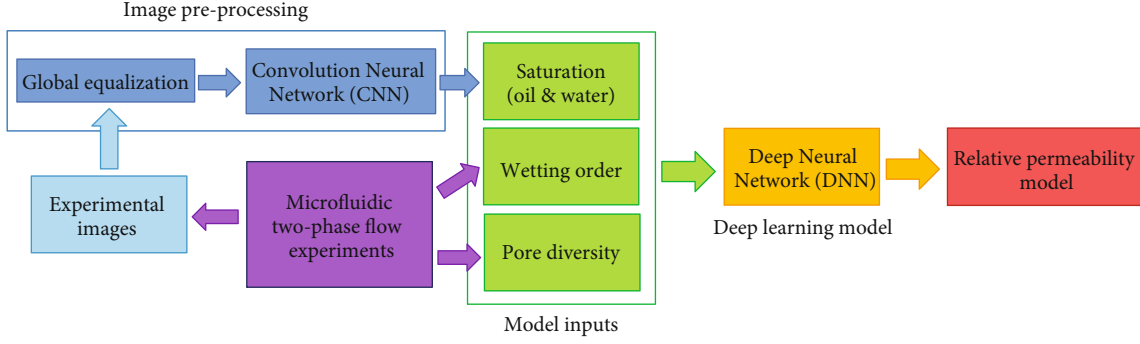 Image pre-processing
Global equalization
Convolution Neural
Network (CNN)
Saturation
(oil & water)
Experimental
images
Microfluidic
two-phase flow
experiments
Wetting order
Pore diversity
Model inputs
Deep Neural
Network (DNN)
Deep learning model
Relative permeability
model